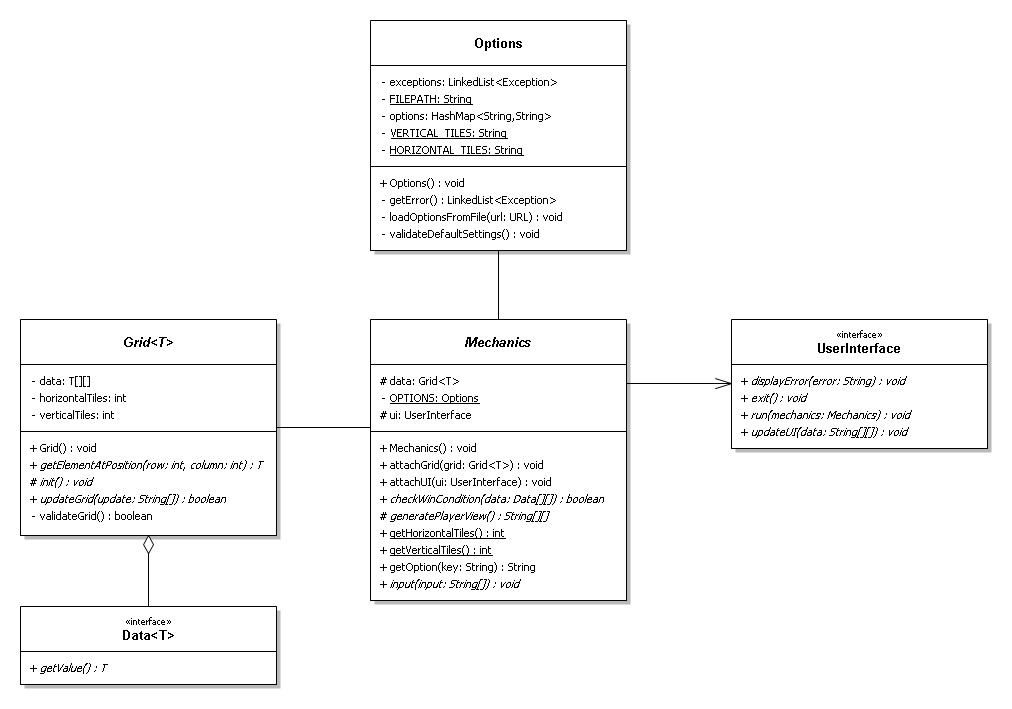 Options
- exceptions: LinkedList<Exception>
- FILEPATH: String
- options: HashMap<String,String>
- VERTICAL_TILES: String
- HORIZONTAL_TILES: String
+ Options() : void
- getError() : LinkedList<Exception>
- loadOptionsFromFile(url: URL) : void
- validateDefaultSettings() : void
Grid<T>
- data: T[][]
- horizontalTiles: int
- verticalTiles: int
+ Grid() : void
+ getElementAtPosition(row: int, column: int) : T
# init() : void
+ updateGrid(update: String[]) : boolean
- validateGrid() : boolean
Mechanics
# data: Grid<T>
- OPTIONS: Options
# ui: UserInterface
+ Mechanics() : void
+ attachGrid(grid: Grid<T>) : void
+ attachUI(ui: UserInterface) : void
+ checkWinCondition(data: Data[][]) : boolean
# generatePlayerView() : String[][]
+ getHorizontalTiles() : int
+ getVerticalTiles() : int
+ getOption(key: String) : String
+ input(input: String[]) : void
«interface»
UserInterface
+ displayError(error: String) : void
+ exit() : void
+ run(mechanics: Mechanics) : void
+ updateUI(data: String[][]) : void
«interface»
Data<T>
+ getValue() : T